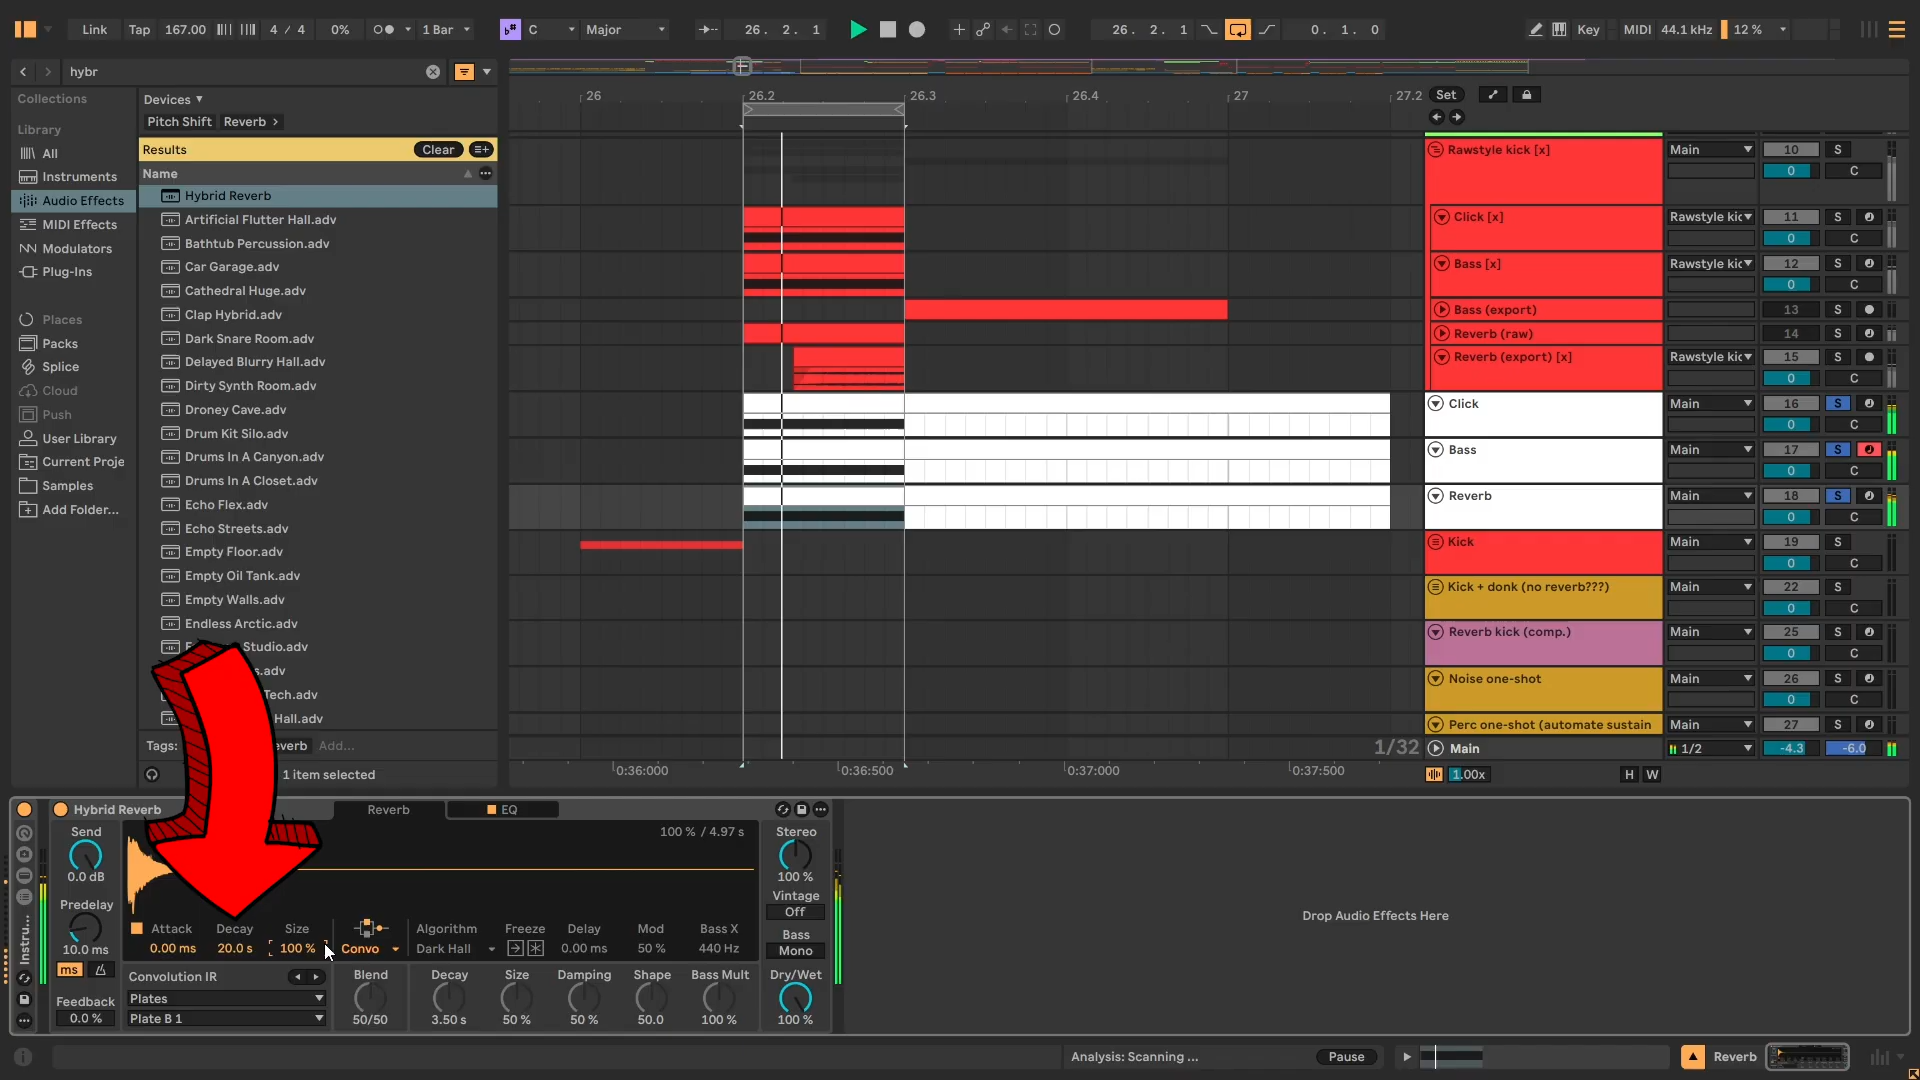 Link
Tap
167.00
4 / 4
0%
1 Bar
C
Major
26. 2. 1
26. 2. 1
0. 1. 0
Key
MIDI
44.1 kHz
12 %
hybr
Collections
Library
All
Instruments
Audio Effects
MIDI Effects
Modulators
Plug-Ins
Places
Packs
Splice
Cloud
Push
User Library
Current Proje
Samples
Add Folder...
Devices
Pitch Shift
Reverb >
Results
Clear
Name
Hybrid Reverb
Artificial Flutter Hall.adv
Bathtub Percussion.adv
Car Garage.adv
Cathedral Huge.adv
Clap Hybrid.adv
Dark Snare Room.adv
Delayed Blurry Hall.adv
Dirty Synth Room.adv
Droney Cave.adv
Drum Kit Silo.adv
Drums In A Canyon.adv
Drums In A Closet.adv
Echo Flex.adv
Echo Streets.adv
Empty Floor.adv
Empty Oil Tank.adv
Empty Walls.adv
Endless Arctic.adv
Studio.adv
s.adv
Tech.adv
Hall.adv
Tags:
everb
Add...
1 item selected
26
26.2
26.3
26.4
27
27.2
Set
Rawstyle kick [x]
Main
10
S
0
C
Click [x]
Rawstyle kic
11
S
0
C
Bass [x]
Rawstyle kic
12
S
0
C
Bass (export)
13
S
Reverb (raw)
14
S
Reverb (export) [x]
Rawstyle kic
15
S
0
C
Click
Main
16
S
0
C
Bass
Main
17
S
0
C
Reverb
Main
18
S
0
C
Kick
Main
19
S
0
C
Kick + donk (no reverb???)
Main
22
S
0
C
Reverb kick (comp.)
Main
25
S
0
C
Noise one-shot
Main
26
S
0
C
Perc one-shot (automate sustain
Main
27
S
1/32
Main
1/2
-4.3
-6.0
0:36:000
0:36:500
0:37:000
0:37:500
1.00x
H
W
Hybrid Reverb
Reverb
EQ
Send
0.0 dB
Predelay
10.0 ms
ms
Feedback
0.0 %
100 % / 4.97 s
Attack
0.00 ms
Decay
20.0 s
Size
100 %
Convo
Algorithm
Dark Hall
Freeze
Delay
0.00 ms
Mod
50 %
Bass X
440 Hz
Convolution IR
Plates
Plate B 1
Blend
50/50
Decay
3.50 s
Size
50 %
Damping
50 %
Shape
50.0
Bass Mult
100 %
Stereo
100 %
Vintage
Off
Bass
Mono
Dry/Wet
100 %
Instru...
Drop Audio Effects Here
Analysis: Scanning ...
Pause
Reverb